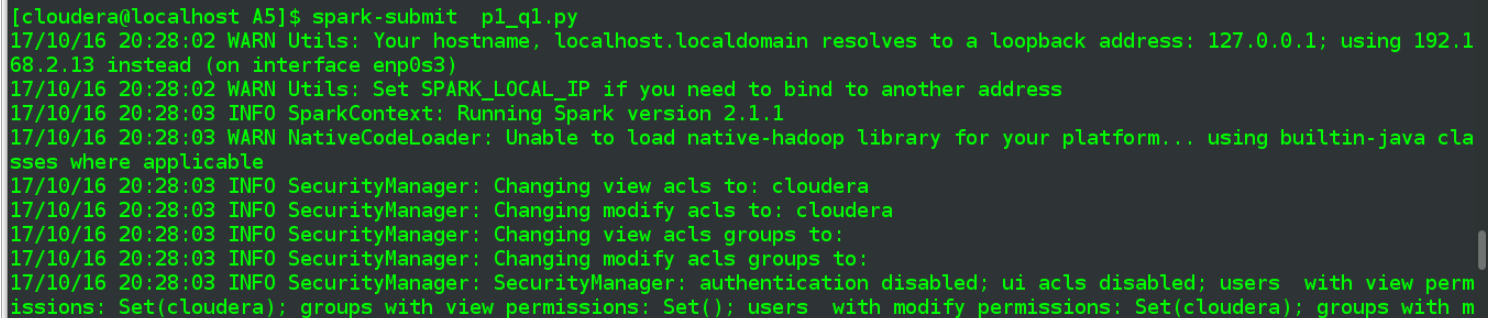 [cloudera@localhost A5]$ spark-submit  p1_q1.py
17/10/16 20:28:02 WARN Utils: Your hostname, localhost.localdomain resolves to a loopback address: 127.0.0.1; using 192.1
68.2.13 instead (on interface enp0s3)
17/10/16 20:28:02 WARN Utils: Set SPARK_LOCAL_IP if you need to bind to another address
17/10/16 20:28:03 INFO SparkContext: Running Spark version 2.1.1
17/10/16 20:28:03 WARN NativeCodeLoader: Unable to load native-hadoop library for your platform... using builtin-java cla
sses where applicable
17/10/16 20:28:03 INFO SecurityManager: Changing view acls to: cloudera
17/10/16 20:28:03 INFO SecurityManager: Changing modify acls to: cloudera
17/10/16 20:28:03 INFO SecurityManager: Changing view acls groups to:
17/10/16 20:28:03 INFO SecurityManager: Changing modify acls groups to:
17/10/16 20:28:03 INFO SecurityManager: SecurityManager: authentication disabled; ui acls disabled; users  with view perm
issions: Set(cloudera); groups with view permissions: Set(); users  with modify permissions: Set(cloudera); groups with m